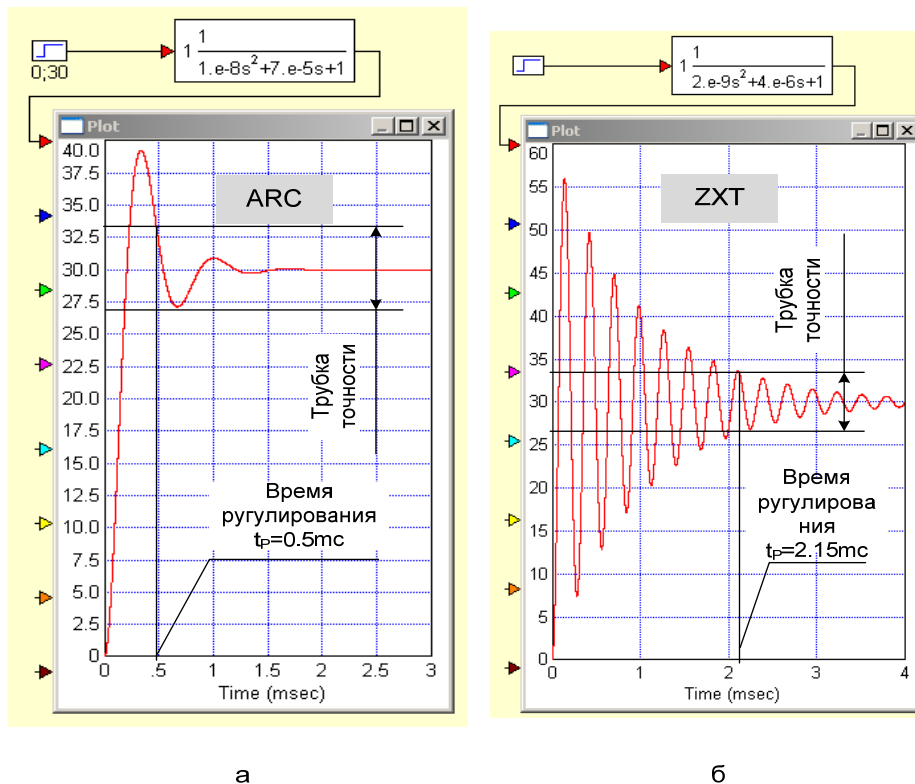 0;30
1
1
1.e-8s²+7.e-5s+1
Plot
40.0
37.5
35.0
32.5
30.0
27.5
25.0
22.5
20.0
17.5
15.0
12.5
10.0
7.5
5.0
2.5
0
ARC
Трубка
точности
Время
ругулирования
tₚ=0.5mc
0 .5 1 1.5 2 2.5 3
Time (msec)
а
1
1
2.e-9s²+4.e-6s+1
Plot
60
55
50
45
40
35
30
25
20
15
10
5
0
ZXT
Трубка
точности
Время
ругулирова
ния
tₚ=2.15mc
0 1 2 3 4
Time (msec)
б